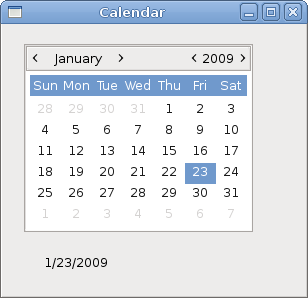 Calendar
< January > < 2009 >
Sun Mon Tue Wed Thu Fri Sat
28 29 30 31 1 2 3
4 5 6 7 8 9 10
11 12 13 14 15 16 17
18 19 20 21 22 23 24
25 26 27 28 29 30 31
1 2 3 4 5 6 7
1/23/2009